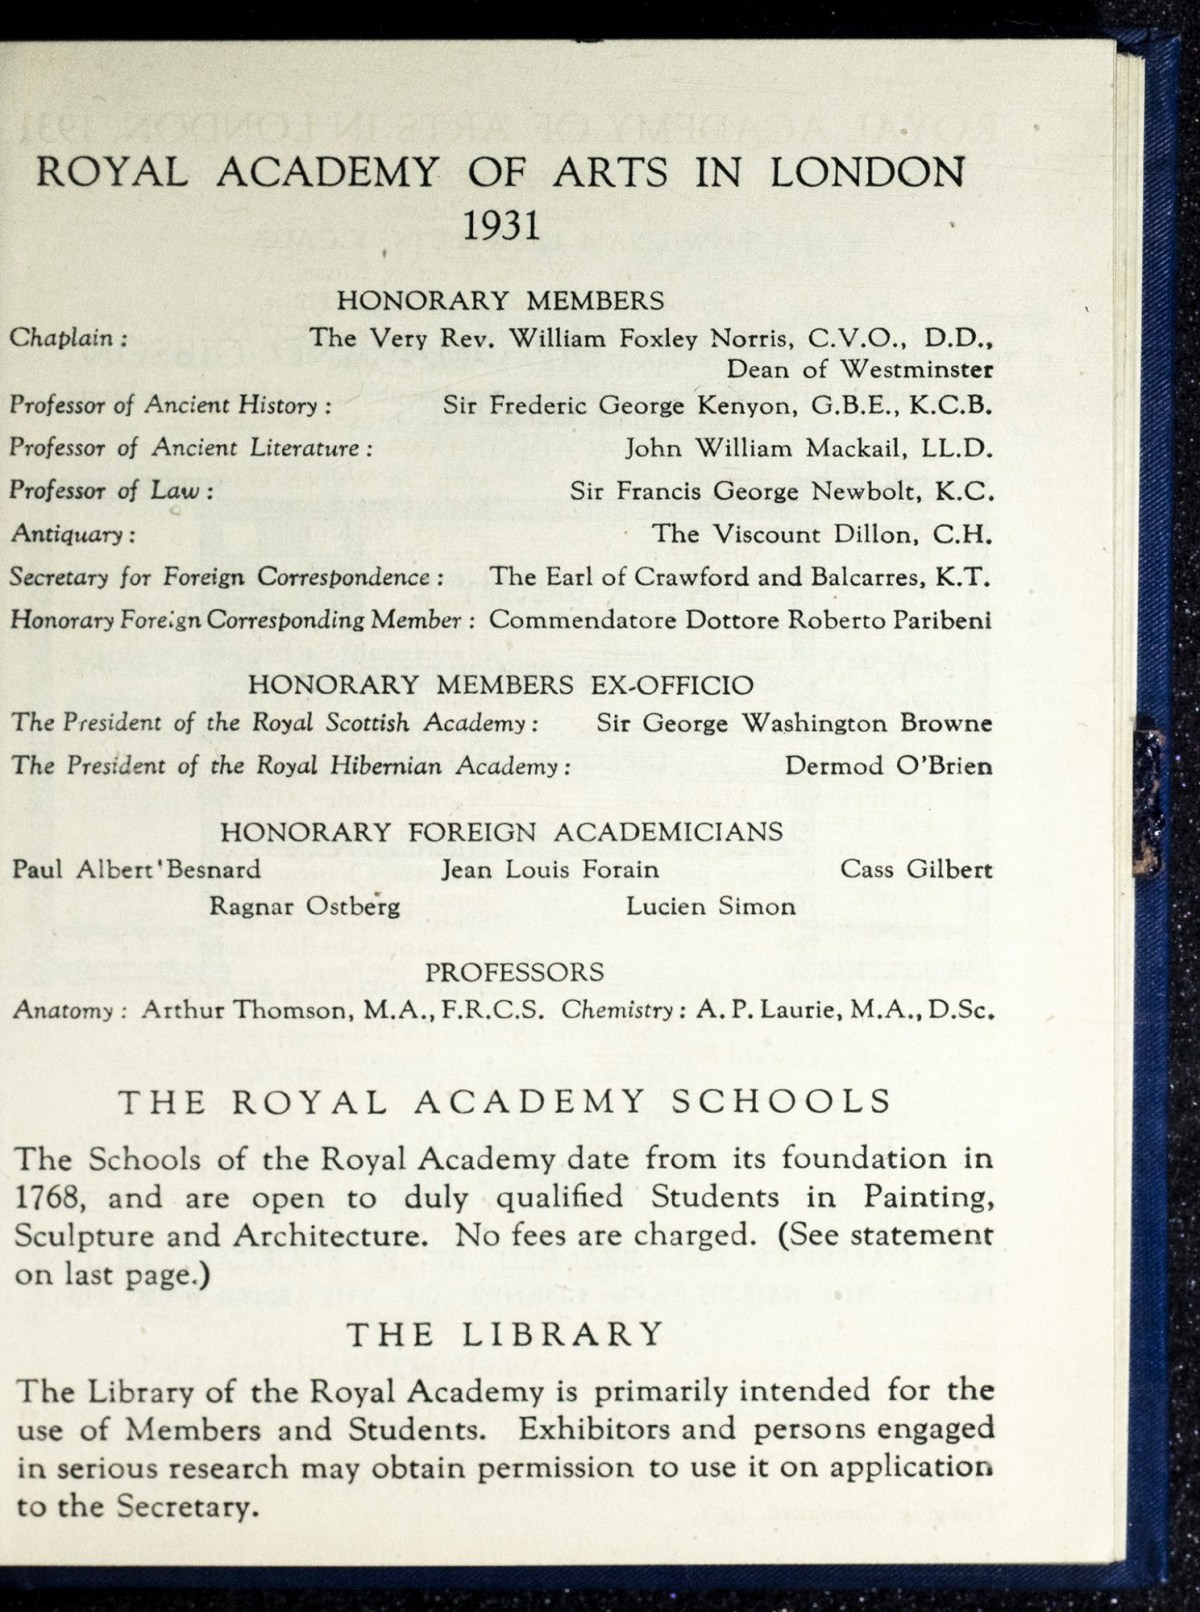 ROYAL ACADEMY OF ARTS IN LONDON
1931
HONORARY MEMBERS
Chaplain : The Very Rev. William Foxley Norris, C.V.O., D.D.,
Dean of Westminster
Professor of Ancient History : Sir Frederic George Kenyon, G.B.E., K.C.B.
Professor of Ancient Literature : John William Mackail, LL.D.
Professor of Law : Sir Francis George Newbolt, K.C.
Antiquary : The Viscount Dillon, C.H.
Secretary for Foreign Correspondence : The Earl of Crawford and Balcarres, K.T.
Honorary Foreign Corresponding Member : Commendatore Dottore Roberto Paribeni
HONORARY MEMBERS EX-OFFICIO
The President of the Royal Scottish Academy : Sir George Washington Browne
The President of the Royal Hibernian Academy : Dermod O'Brien
HONORARY FOREIGN ACADEMICIANS
Paul Albert'Besnard Jean Louis Forain Cass Gilbert
Ragnar Ostberg Lucien Simon
PROFESSORS
Anatomy : Arthur Thomson, M.A., F.R.C.S. Chemistry : A. P. Laurie, M.A., D.Sc.
THE ROYAL ACADEMY SCHOOLS
The Schools of the Royal Academy date from its foundation in
1768, and are open to duly qualified Students in Painting,
Sculpture and Architecture. No fees are charged. (See statement
on last page.)
THE LIBRARY
The Library of the Royal Academy is primarily intended for the
use of Members and Students. Exhibitors and persons engaged
in serious research may obtain permission to use it on application
to the Secretary.